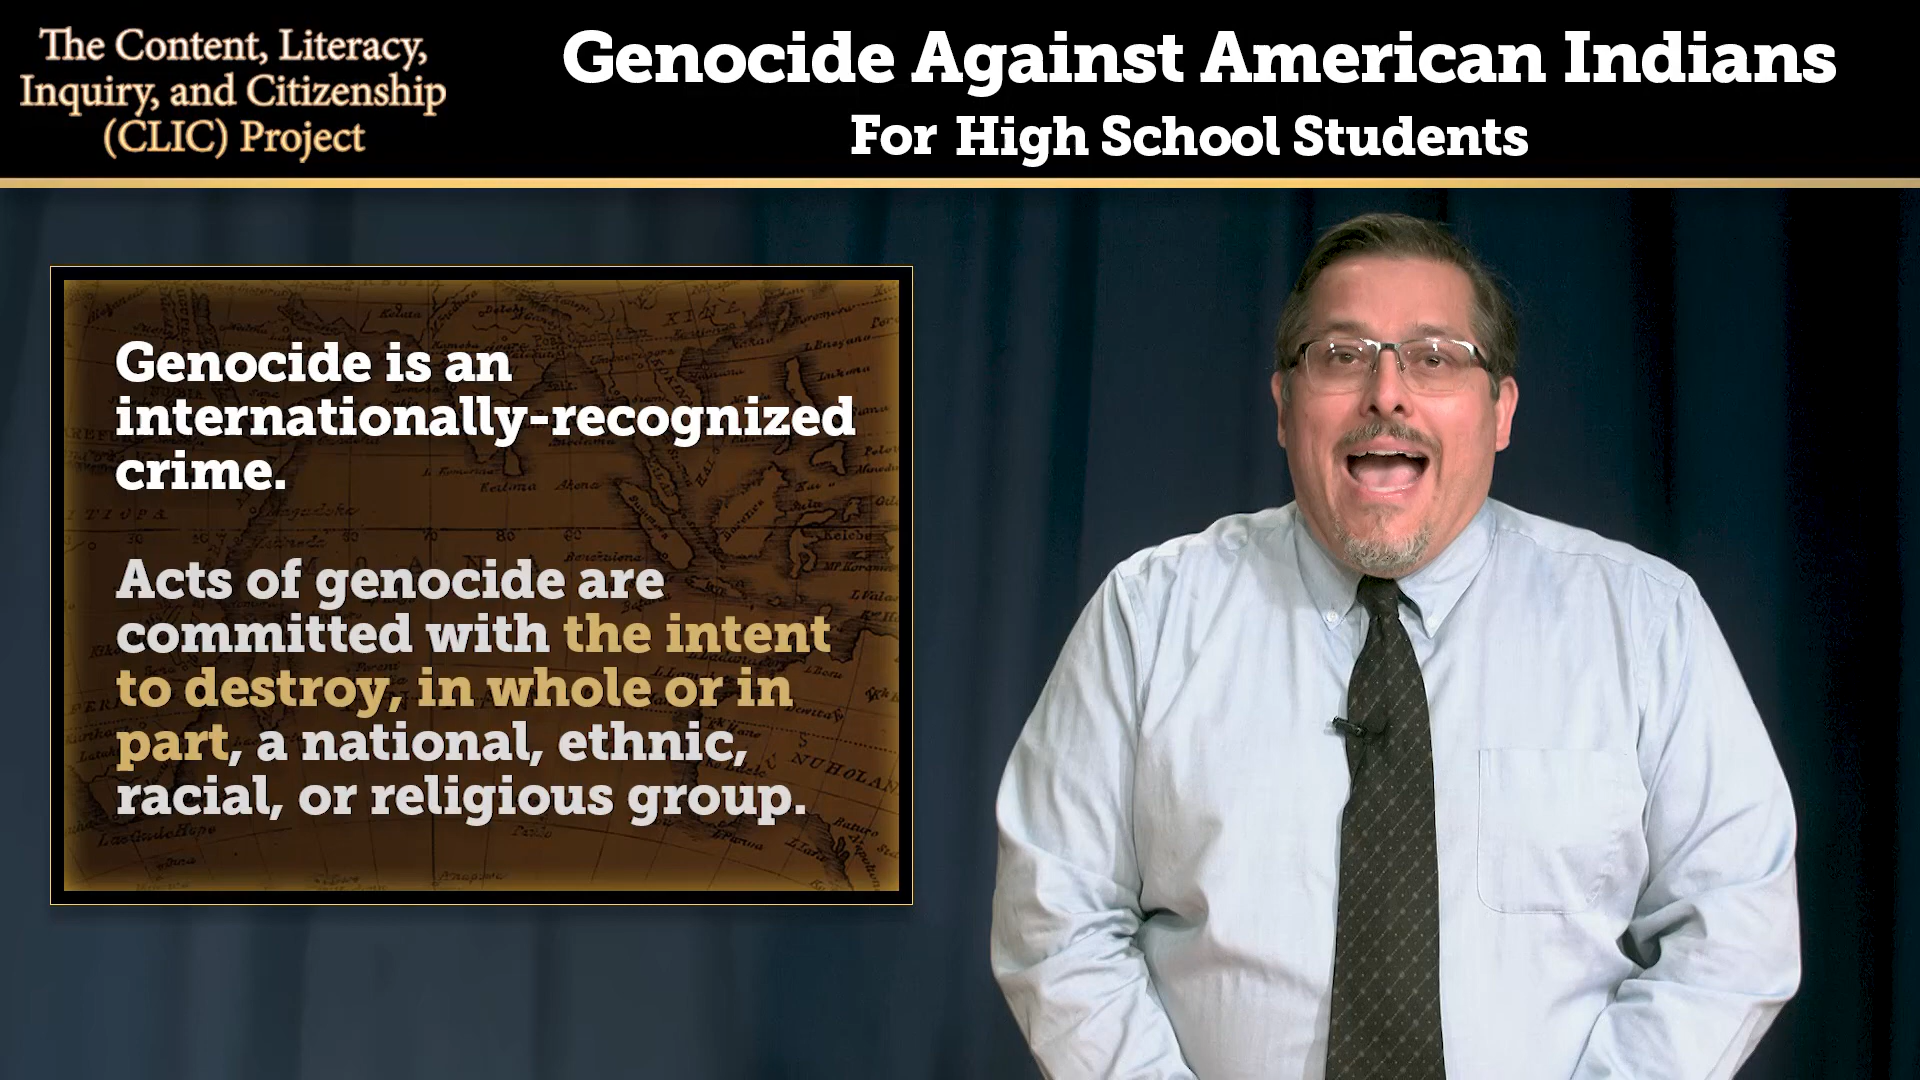 The Content, Literacy,
Inquiry, and Citizenship
(CLIC) Project
Genocide Against American Indians
For High School Students
Genocide is an
internationally-recognized
crime.
Acts of genocide are
committed with the intent
to destroy, in whole or in
part, a national, ethnic,
racial, or religious group.